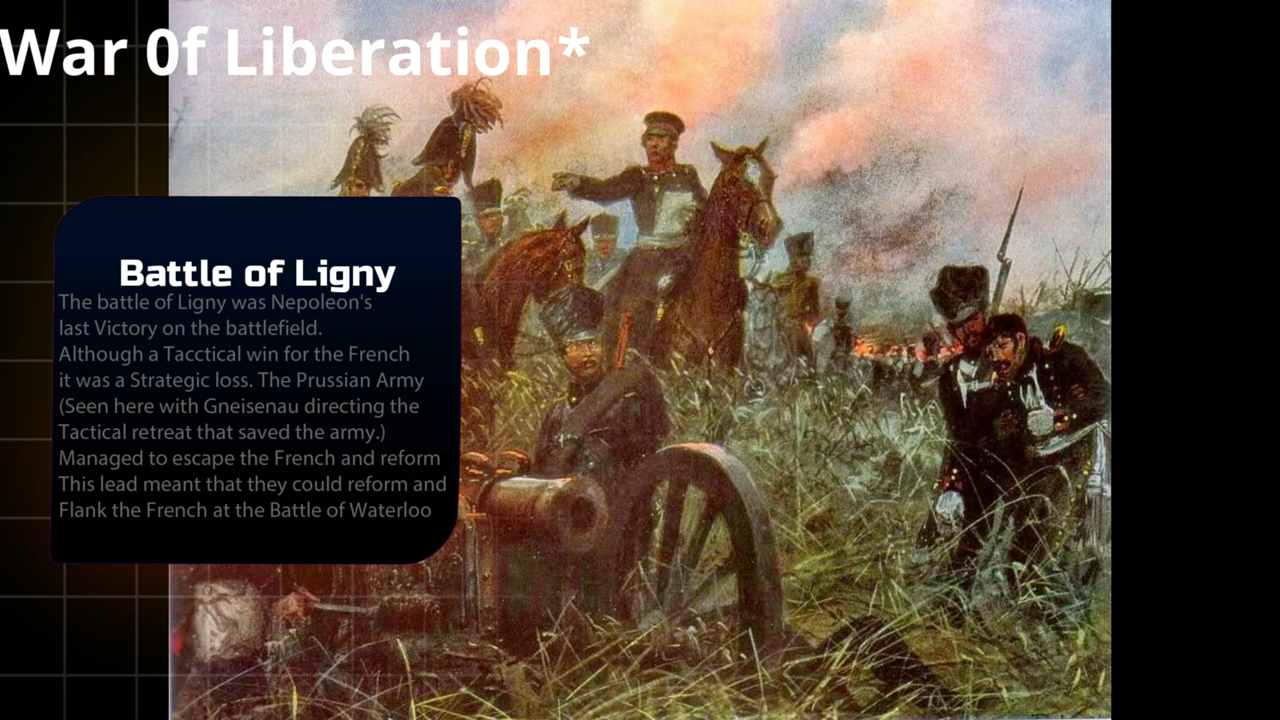 War 0f Liberation*
Battle of Ligny
The battle of Ligny was Nepoleon's
last Victory on the battlefield.
Although a Tacctical win for the French
it was a Strategic loss. The Prussian Army
(Seen here with Gneisenau directing the
Tactical retreat that saved the army.)
Managed to escape the French and reform
This lead meant that they could reform and
Flank the French at the Battle of Waterloo